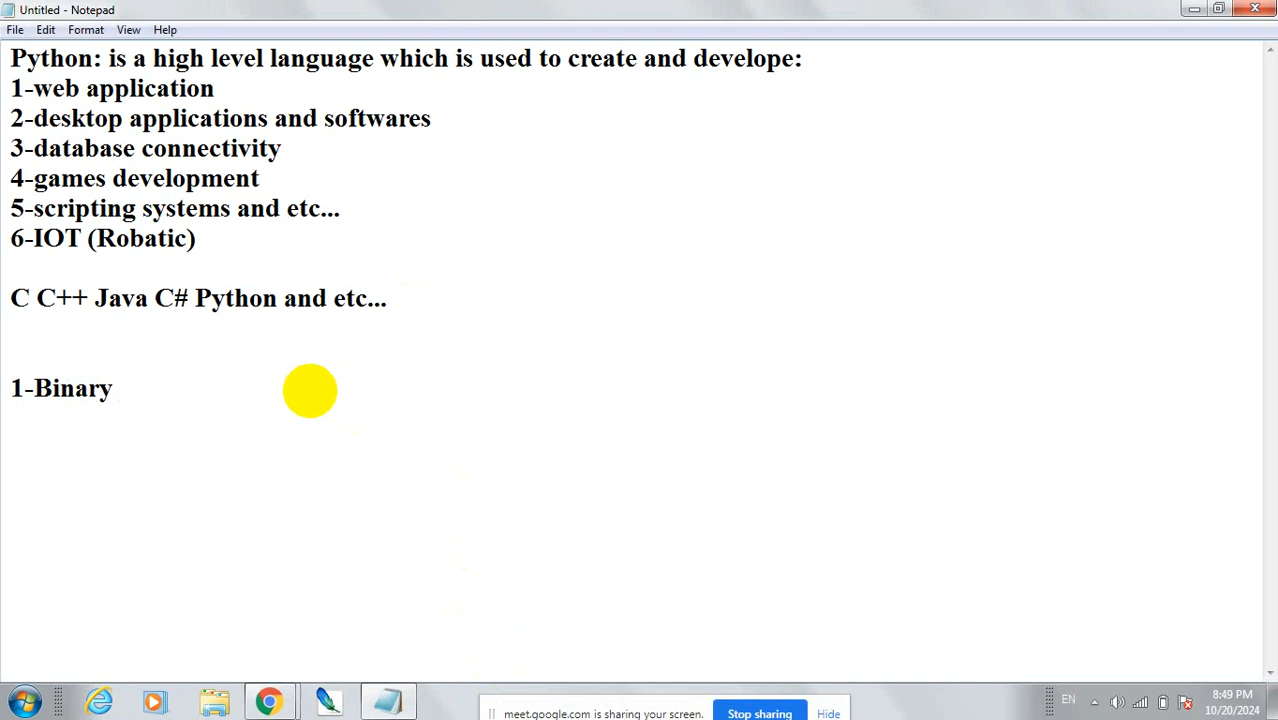 Untitled - Notepad
File Edit Format View Help
Python: is a high level language which is used to create and develope:
1-web application
2-desktop applications and softwares
3-database connectivity
4-games development
5-scripting systems and etc...
6-IOT (Robatic)
C C++ Java C# Python and etc...
1-Binary
meet.google.com is sharing your screen. Stop sharing Hide
EN
8:49 PM
10/20/2024